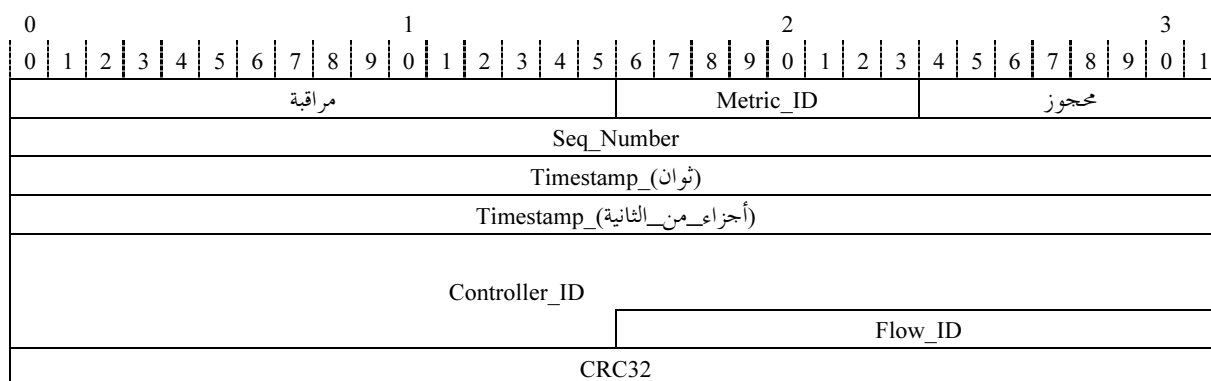 0 1 2 3
0 1 2 3 4 5 6 7 8 9 0 1 2 3 4 5 6 7 8 9 0 1 2 3 4 5 6 7 8 9 0 1
مراقبة Metric_ID محجوز
Seq_Number
Timestamp_(ثوان)
Timestamp_(أجزاء_من_الثانية)
Controller_ID
Flow_ID
CRC32